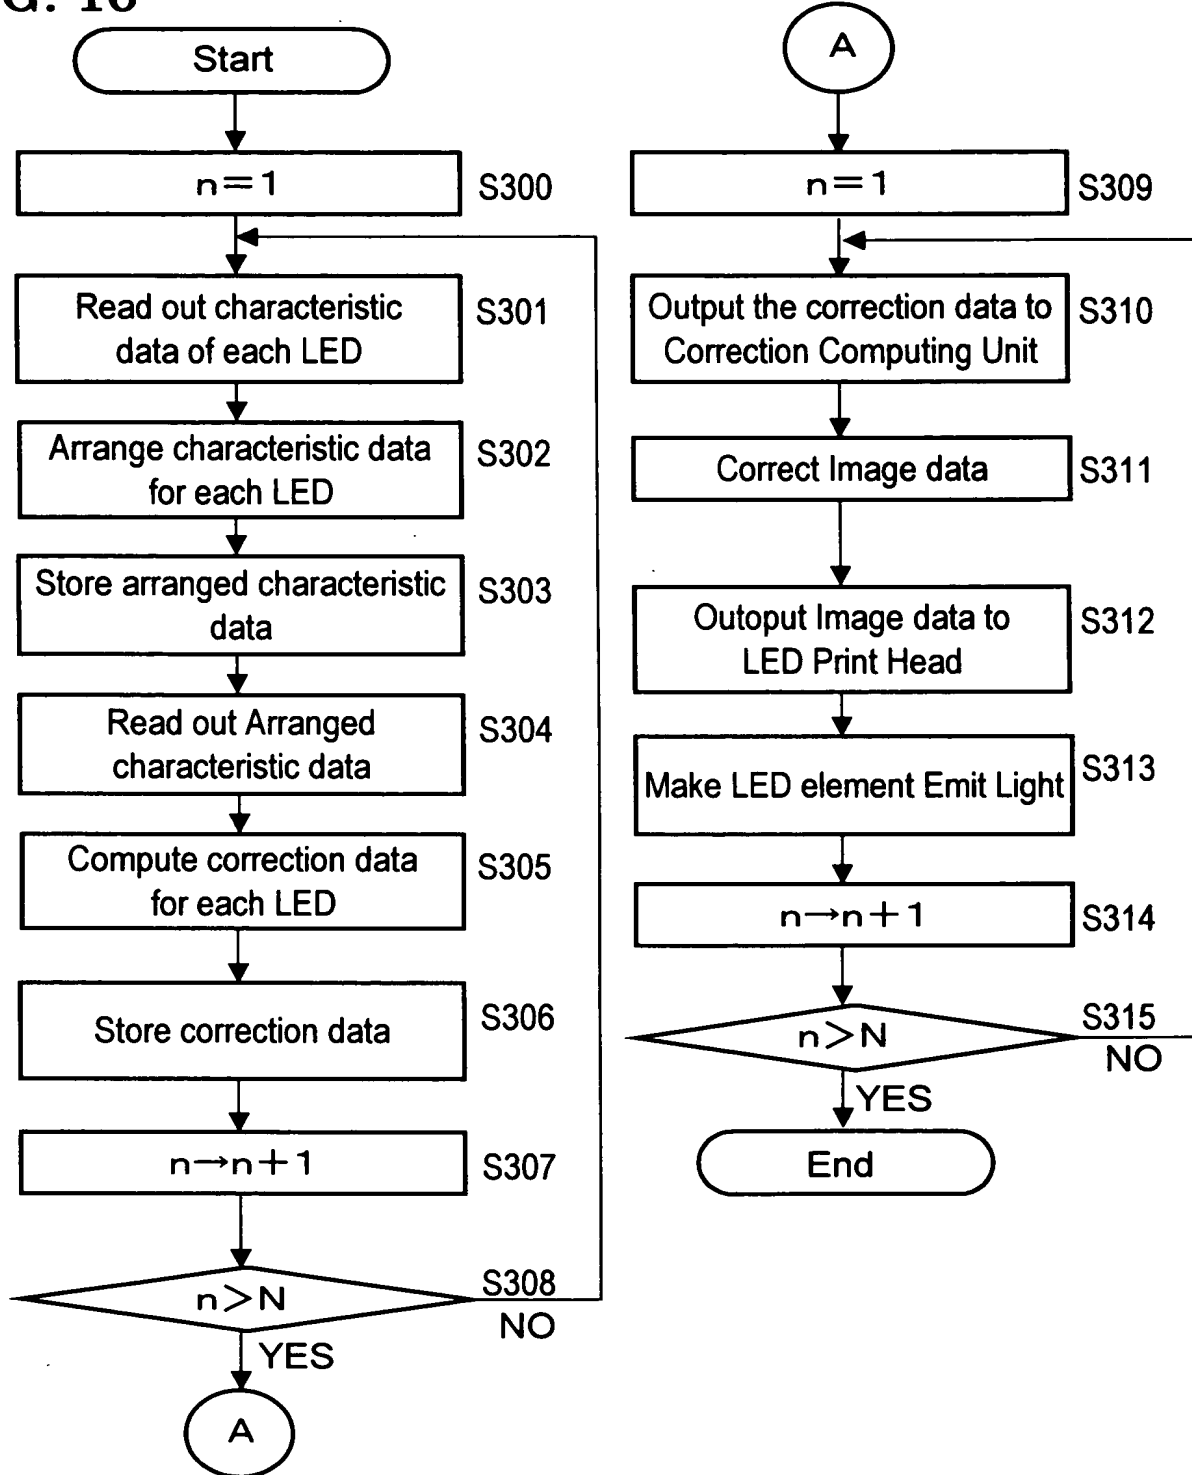 G. 16
Start
n=1
S300
Read out characteristic
data of each LED
S301
Arrange characteristic data
for each LED
S302
Store arranged characteristic
data
S303
Read out Arranged
characteristic data
S304
Compute correction data
for each LED
S305
Store correction data
S306
n→n+1
S307
n>N
S308
NO
YES
A
A
n=1
S309
Output the correction data to
Correction Computing Unit
S310
Correct Image data
S311
Outoput Image data to
LED Print Head
S312
Make LED element Emit Light
S313
n→n+1
S314
n>N
S315
NO
YES
End